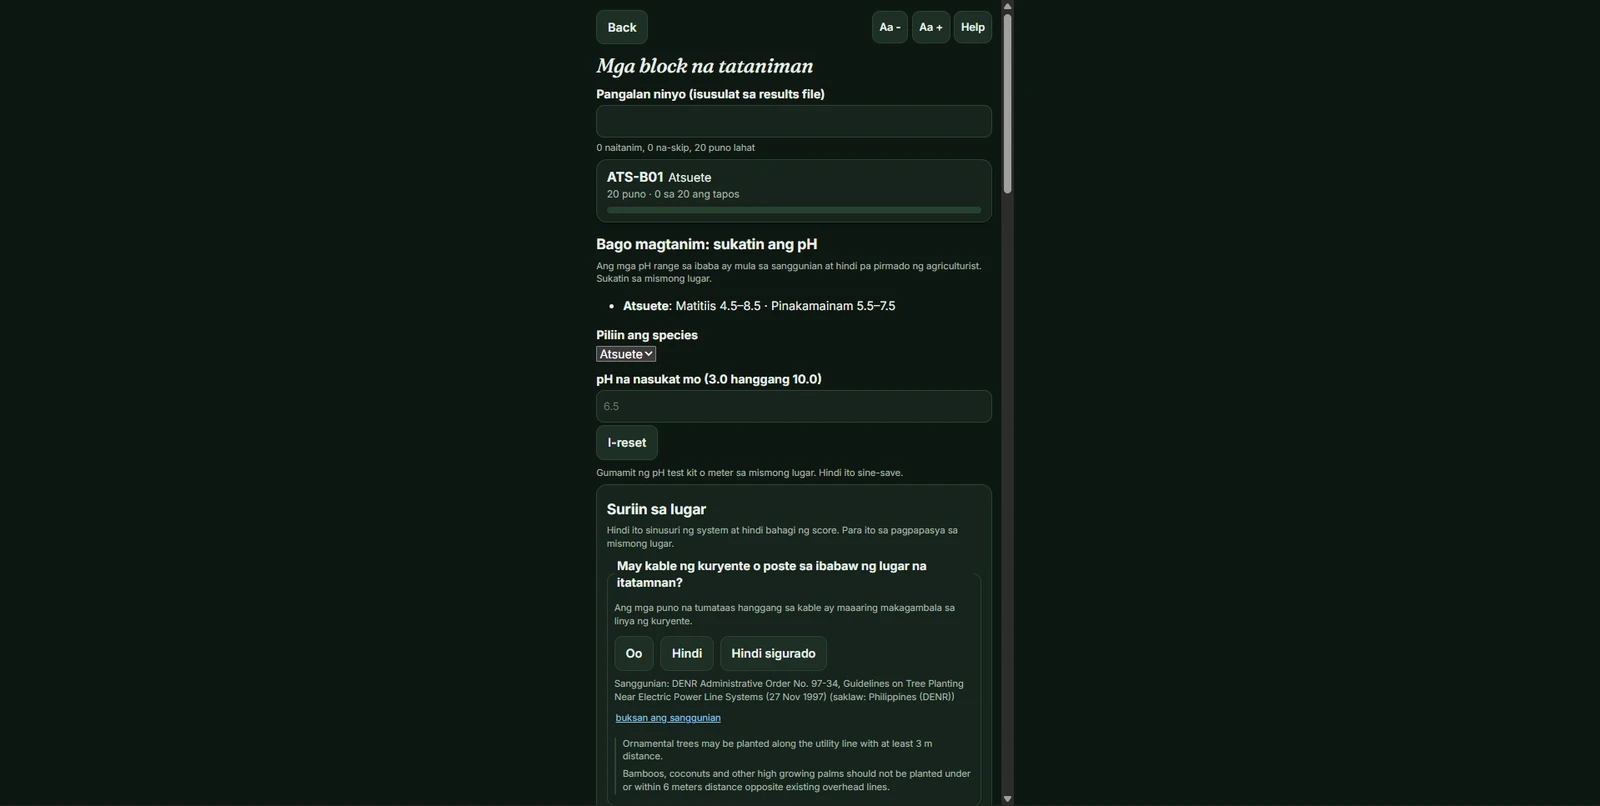 Back
Aa -
Aa +
Help
Mga block na tataniman
Pangalan ninyo (isusulat sa results file)
0 naitanim, 0 na-skip, 20 puno lahat
ATS-B01 Atsuete
20 puno · 0 sa 20 ang tapos
Bago magtanim: sukatin ang pH
Ang mga pH range sa ibaba ay mula sa sanggunian at hindi pa pirmado ng agriculturist.
Sukatin sa mismong lugar.
• Atsuete: Matitiis 4.5–8.5 · Pinakamainam 5.5–7.5
Piliin ang species
Atsuete
pH na nasukat mo (3.0 hanggang 10.0)
6.5
I-reset
Gumamit ng pH test kit o meter sa mismong lugar. Hindi ito sine-save.
Suriin sa lugar
Hindi ito sinusuri ng system at hindi bahagi ng score. Para ito sa pagpapasya sa
mismong lugar.
May kable ng kuryente o poste sa ibabaw ng lugar na
itatamnan?
Ang mga puno na tumataas hanggang sa kable ay maaaring makagambala sa
linya ng kuryente.
Oo
Hindi
Hindi sigurado
Sanggunian: DENR Administrative Order No. 97-34, Guidelines on Tree Planting
Near Electric Power Line Systems (27 Nov 1997) (saklaw: Philippines (DENR))
buksan ang sanggunian
Ornamental trees may be planted along the utility line with at least 3 m
distance.
Bamboos, coconuts and other high growing palms should not be planted under
or within 6 meters distance opposite existing overhead lines.